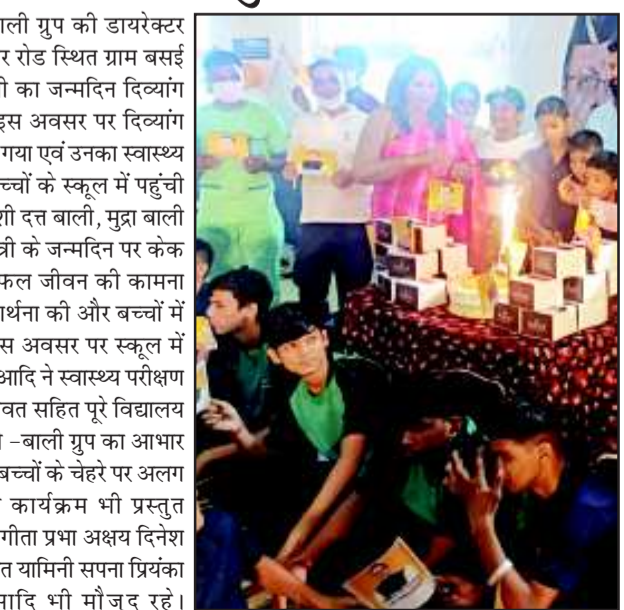 ाली ग्रुप की डायरेक्टर
र रोड स्थित ग्राम बसई
ी का जन्मदिन दिव्यांग
इस अवसर पर दिव्यांग
गया एवं उनका स्वास्थ्य
च्चों के स्कूल में पहुंची
शी दत्त बाली, मुद्रा बाली
त्री के जन्मदिन पर केक
फल जीवन की कामना
ार्थना की और बच्चों में
स अवसर पर स्कूल में
आदि ने स्वास्थ्य परीक्षण
वत सहित पूरे विद्यालय
-बाली ग्रुप का आभार
बच्चों के चेहरे पर अलग
कार्यक्रम भी प्रस्तुत
गीता प्रभा अक्षय दिनेश
त यामिनी सपना प्रियंका
आदि भी मौजूद रहे।